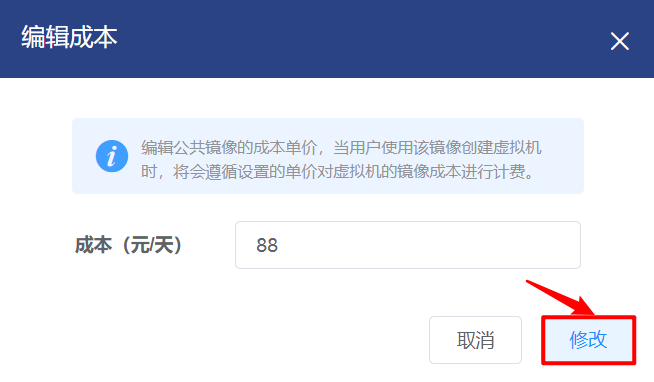 编辑成本
编辑公共镜像的成本单价，当用户使用该镜像创建虚拟机
时，将会遵循设置的单价对虚拟机的镜像成本进行计费。
成本（元/天） 88
取消 修改